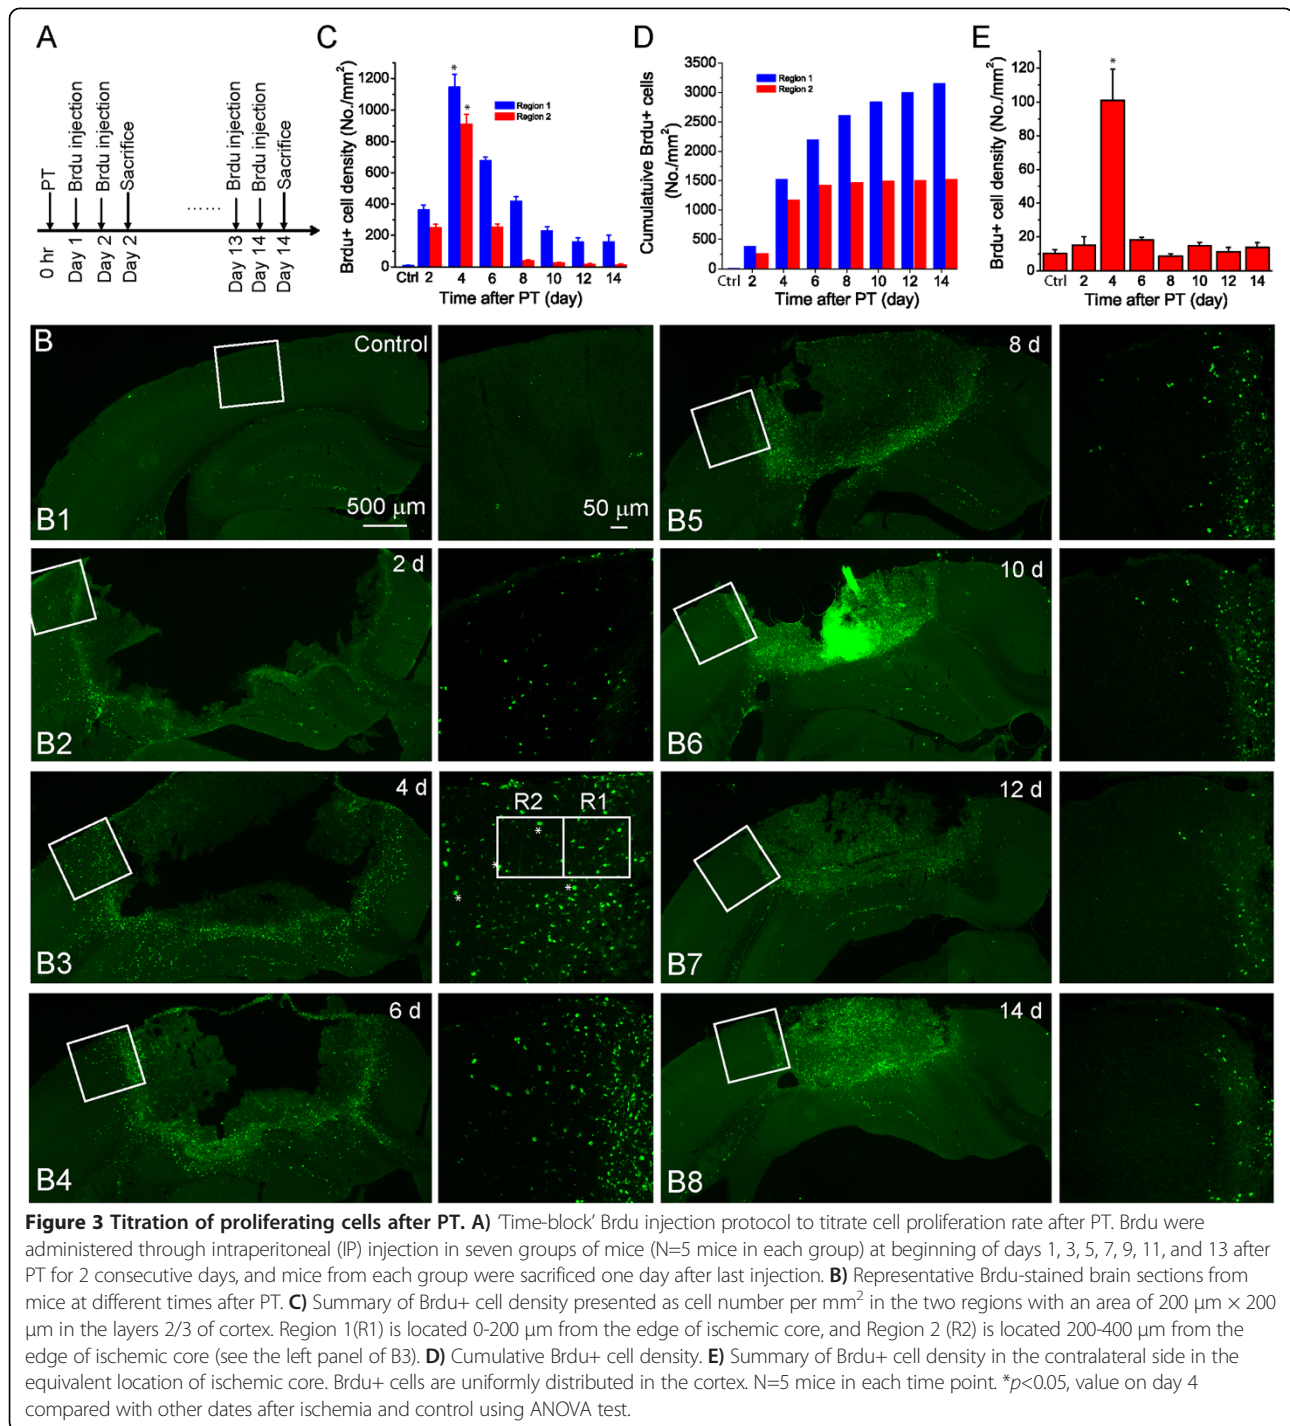 A
PT
Brdu injection
Brdu injection
Sacrifice
......
Brdu injection
Brdu injection
Sacrifice
0 hr
Day 1
Day 2
Day 2
Day 13
Day 14
Day 14
C
Brdu+ cell density (No./mm²)
1200
1000
800
600
400
200
0
* *
Region 1
Region 2
Ctrl 2 4 6 8 10 12 14
Time after PT (day)
D
Cumulatuive Brdu+ cells
(No./mm²)
3500
3000
2500
2000
1500
1000
500
0
Region 1
Region 2
Ctrl 2 4 6 8 10 12 14
Time after PT (day)
E
Brdu+ cell density (No./mm²)
120
100
80
60
40
20
0
*
Ctrl 2 4 6 8 10 12 14
Time after PT (day)
B
Control
500 µm
B1
50 µm
8 d
B5
2 d
B2
10 d
B6
4 d
B3
R2 R1
* * * *
12 d
B7
6 d
B4
14 d
B8
Figure 3 Titration of proliferating cells after PT. A) 'Time-block' Brdu injection protocol to titrate cell proliferation rate after PT. Brdu were
administered through intraperitoneal (IP) injection in seven groups of mice (N=5 mice in each group) at beginning of days 1, 3, 5, 7, 9, 11, and 13 after
PT for 2 consecutive days, and mice from each group were sacrificed one day after last injection. B) Representative Brdu-stained brain sections from
mice at different times after PT. C) Summary of Brdu+ cell density presented as cell number per mm² in the two regions with an area of 200 µm × 200
µm in the layers 2/3 of cortex. Region 1(R1) is located 0-200 µm from the edge of ischemic core, and Region 2 (R2) is located 200-400 µm from the
edge of ischemic core (see the left panel of B3). D) Cumulative Brdu+ cell density. E) Summary of Brdu+ cell density in the contralateral side in the
equivalent location of ischemic core. Brdu+ cells are uniformly distributed in the cortex. N=5 mice in each time point. *p<0.05, value on day 4
compared with other dates after ischemia and control using ANOVA test.